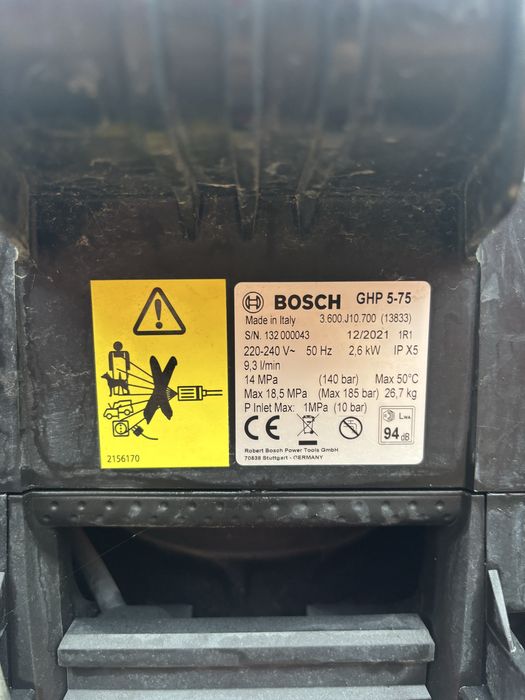 BOSCH GHP 5-75
Made in Italy 3.600.J10.700 (13833)
S/N. 132 000043 12/2021 1R1
220-240 V~ 50 Hz 2,6 kW IP X5
9,3 l/min
14 MPa (140 bar) Max 50°C
Max 18,5 MPa (Max 185 bar) 26,7 kg
P Inlet Max: 1MPa (10 bar)
CE
LWA
94 dB
Robert Bosch Power Tools GmbH
70538 Stuttgart - GERMANY
2156170